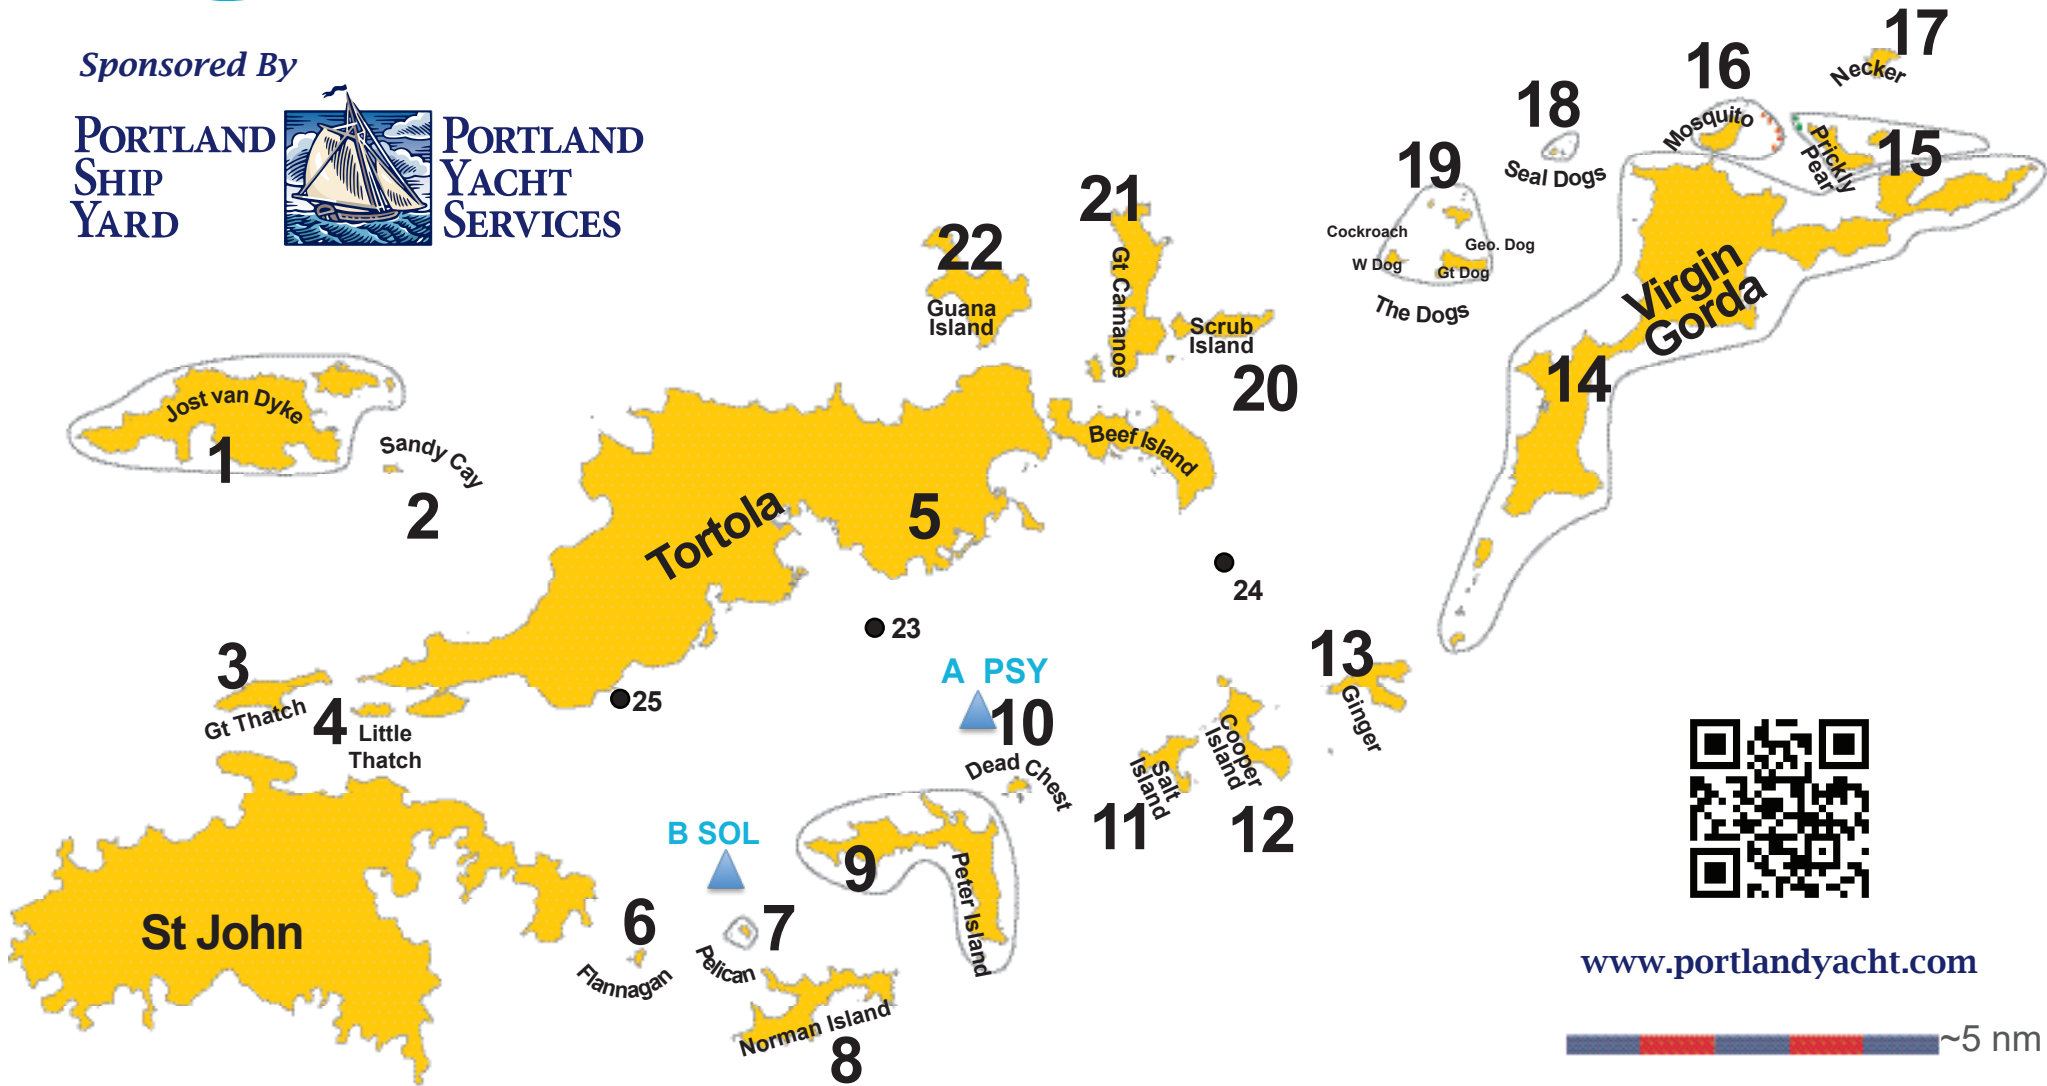 Sponsored By
PORTLAND
SHIP
YARD
PORTLAND
YACHT
SERVICES
17
Necker
16
Mosquito
18
Seal Dogs
15
Prickly
Pear
19
Cockroach
Geo. Dog
W Dog
Gt Dog
The Dogs
21
Gt Camanoe
22
Guana
Island
Scrub
Island
20
Virgin
Gorda
14
Jost van Dyke
1
Sandy Cay
2
Beef Island
Tortola
5
24
23
25
3
Gt Thatch
4
Little
Thatch
A PSY
10
Dead Chest
13
Ginger
Cooper
Island
12
Salt
Island
11
B SOL
9
Peter Island
St John
6
Flannagan
7
Pelican
Norman Island
8
www.portlandyacht.com
~5 nm